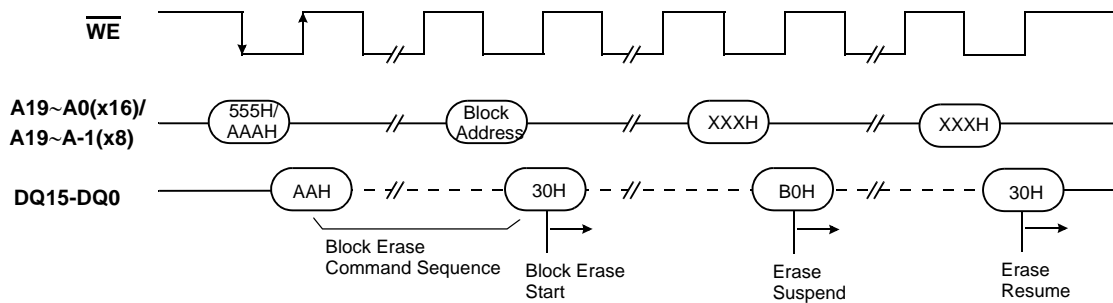 WE
A19~A0(x16)/
A19~A-1(x8)
555H/
AAAH
Block
Address
XXXH
XXXH
DQ15-DQ0
AAH
30H
B0H
30H
Block Erase
Command Sequence
Block Erase
Start
Erase
Suspend
Erase
Resume